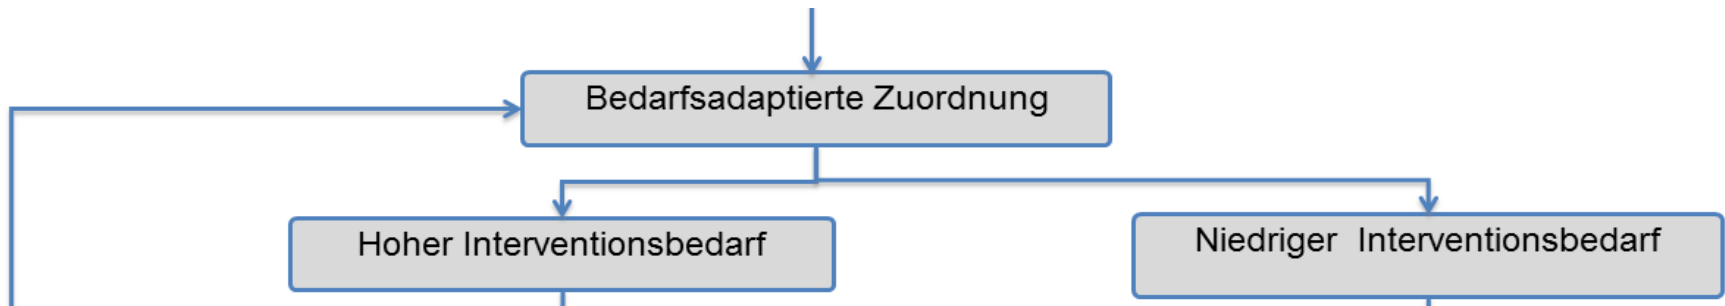 Bedarfsadaptierte Zuordnung
Hoher Interventionsbedarf
Niedriger Interventionsbedarf